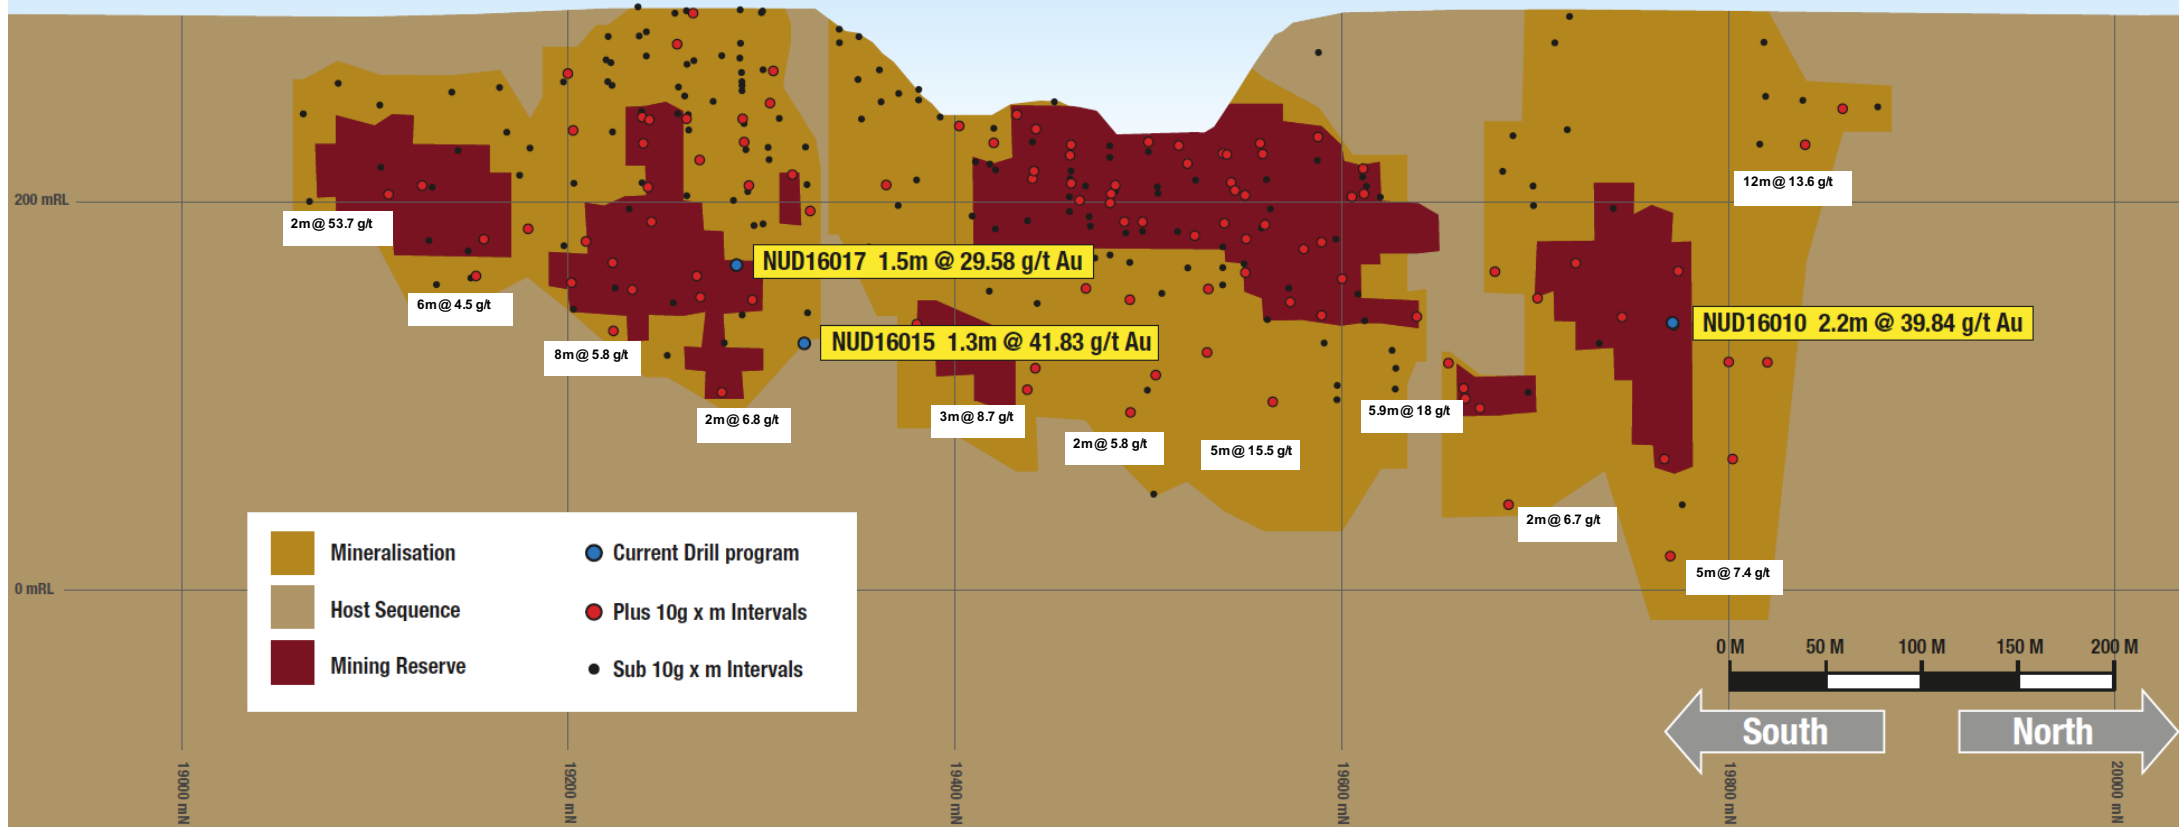 200 mRL
12m @ 13.6 g/t
2m @ 53.7 g/t
NUD16017 1.5m @ 29.58 g/t Au
6m @ 4.5 g/t
NUD16010 2.2m @ 39.84 g/t Au
NUD16015 1.3m @ 41.83 g/t Au
8m @ 5.8 g/t
2m @ 6.8 g/t
3m @ 8.7 g/t
5.9m @ 18 g/t
2m @ 5.8 g/t
5m @ 15.5 g/t
2m @ 6.7 g/t
5m @ 7.4 g/t
0 mRL
Mineralisation
Host Sequence
Mining Reserve
Current Drill program
Plus 10g x m Intervals
Sub 10g x m Intervals
0 M 50 M 100 M 150 M 200 M
South
North
19000 mN
19200 mN
19400 mN
19600 mN
19800 mN
20000 mN